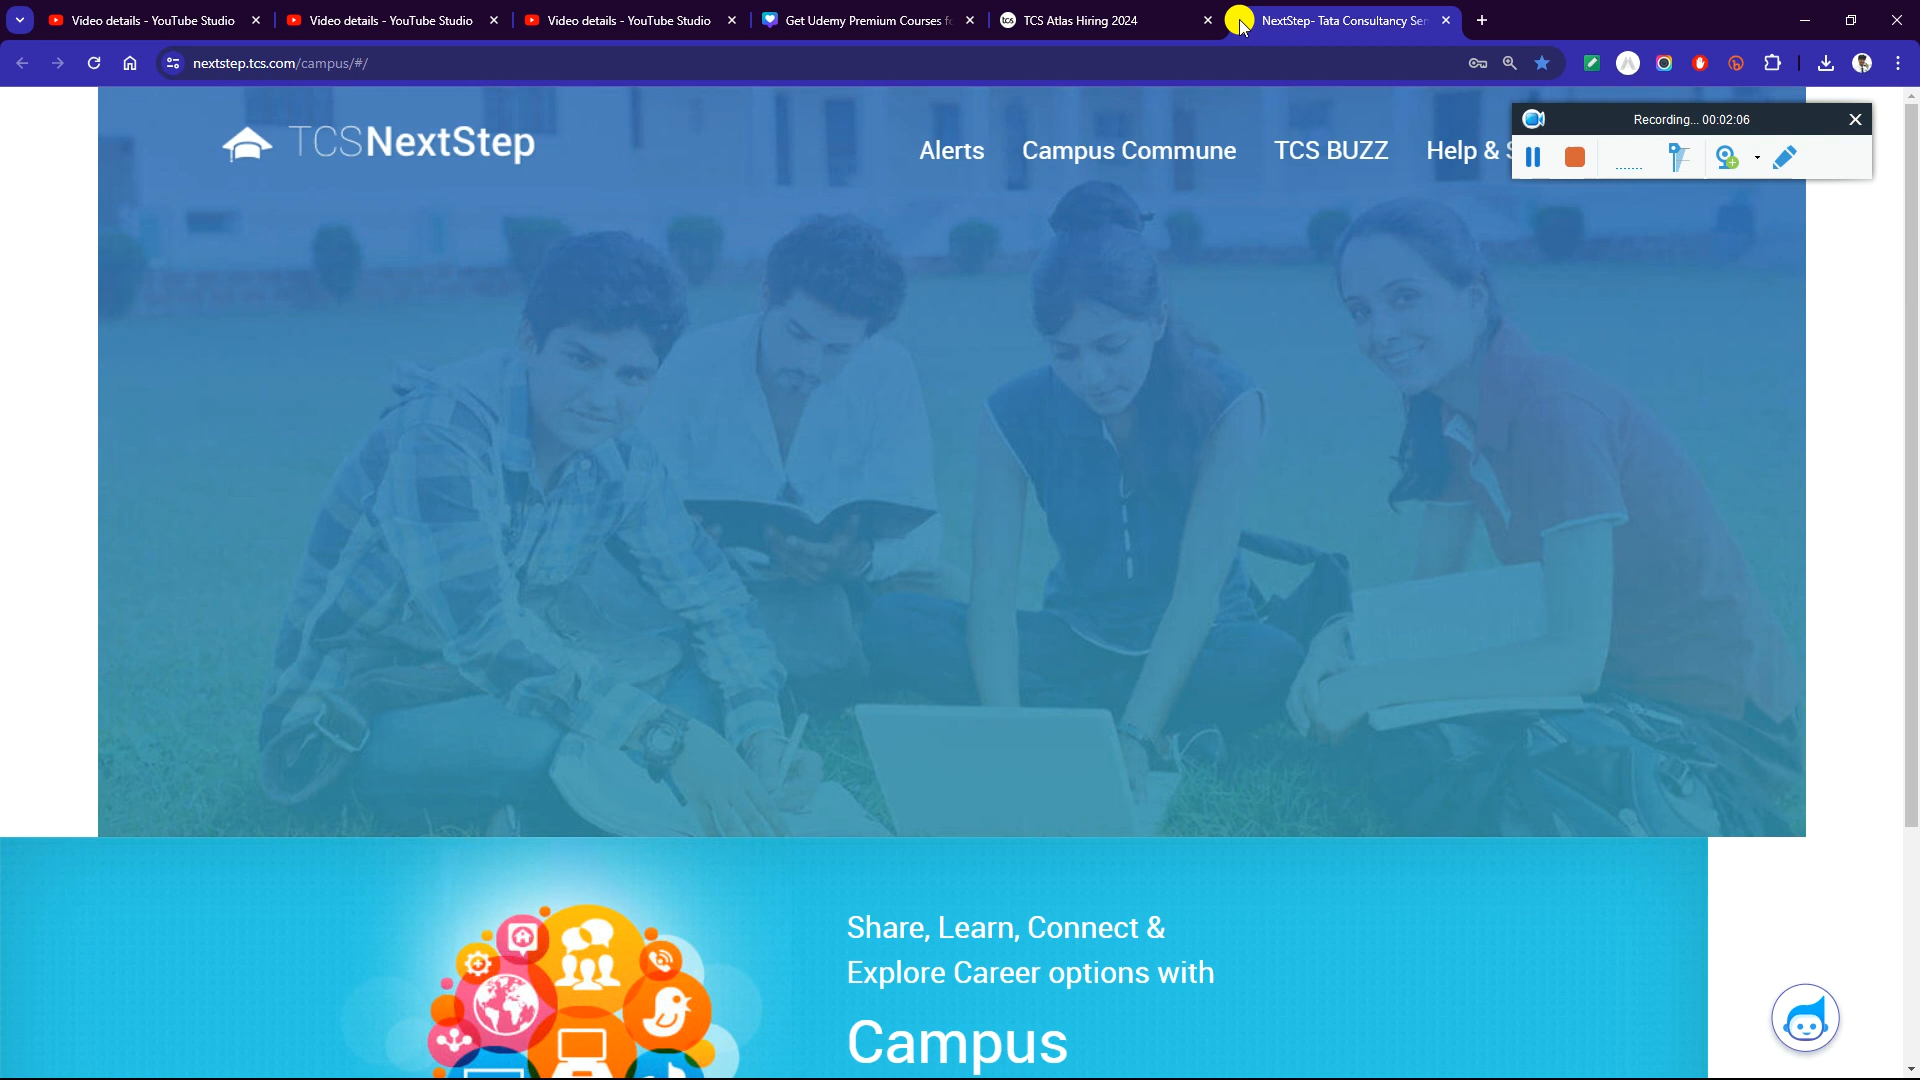 Video details - YouTube Studio
Video details - YouTube Studio
Video details - YouTube Studio
Get Udemy Premium Courses f
TCS Atlas Hiring 2024
NextStep- Tata Consultancy Ser
nextstep.tcs.com/campus/#/
Recording... 00:02:06
TCSNextStep
Alerts
Campus Commune
TCS BUZZ
Help &
Share, Learn, Connect &
Explore Career options with
Campus